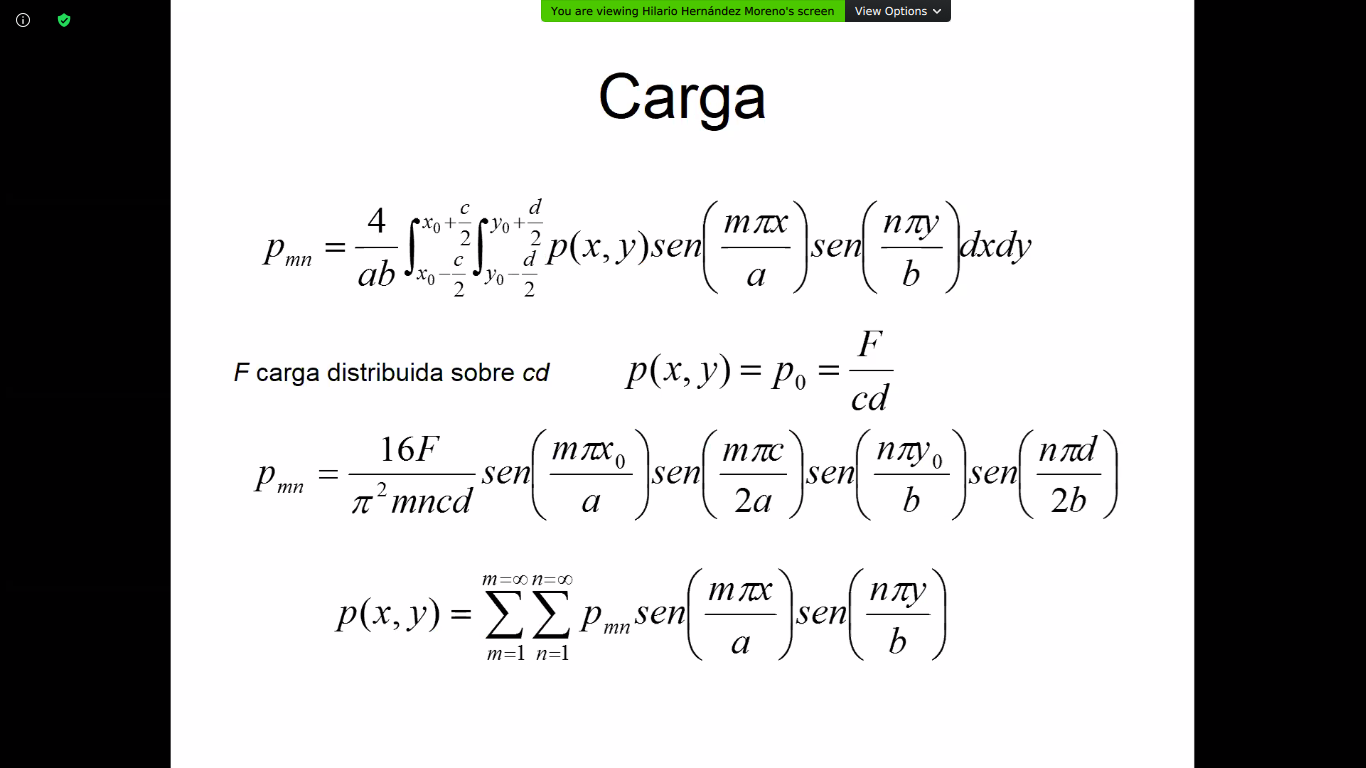 You are viewing Hilario Hernández Moreno's screen View Options
Carga
p_{mn} = \frac{4}{ab} \int_{x_0-\frac{c}{2}}^{x_0+\frac{c}{2}} \int_{y_0-\frac{d}{2}}^{y_0+\frac{d}{2}} p(x,y) sen\left(\frac{m\pi x}{a}\right) sen\left(\frac{n\pi y}{b}\right) dxdy
F carga distribuida sobre cd p(x,y) = p_0 = \frac{F}{cd}
p_{mn} = \frac{16F}{\pi^2 mncd} sen\left(\frac{m\pi x_0}{a}\right) sen\left(\frac{m\pi c}{2a}\right) sen\left(\frac{n\pi y_0}{b}\right) sen\left(\frac{n\pi d}{2b}\right)
p(x,y) = \sum_{m=1}^{m=\infty} \sum_{n=1}^{n=\infty} p_{mn} sen\left(\frac{m\pi x}{a}\right) sen\left(\frac{n\pi y}{b}\right)